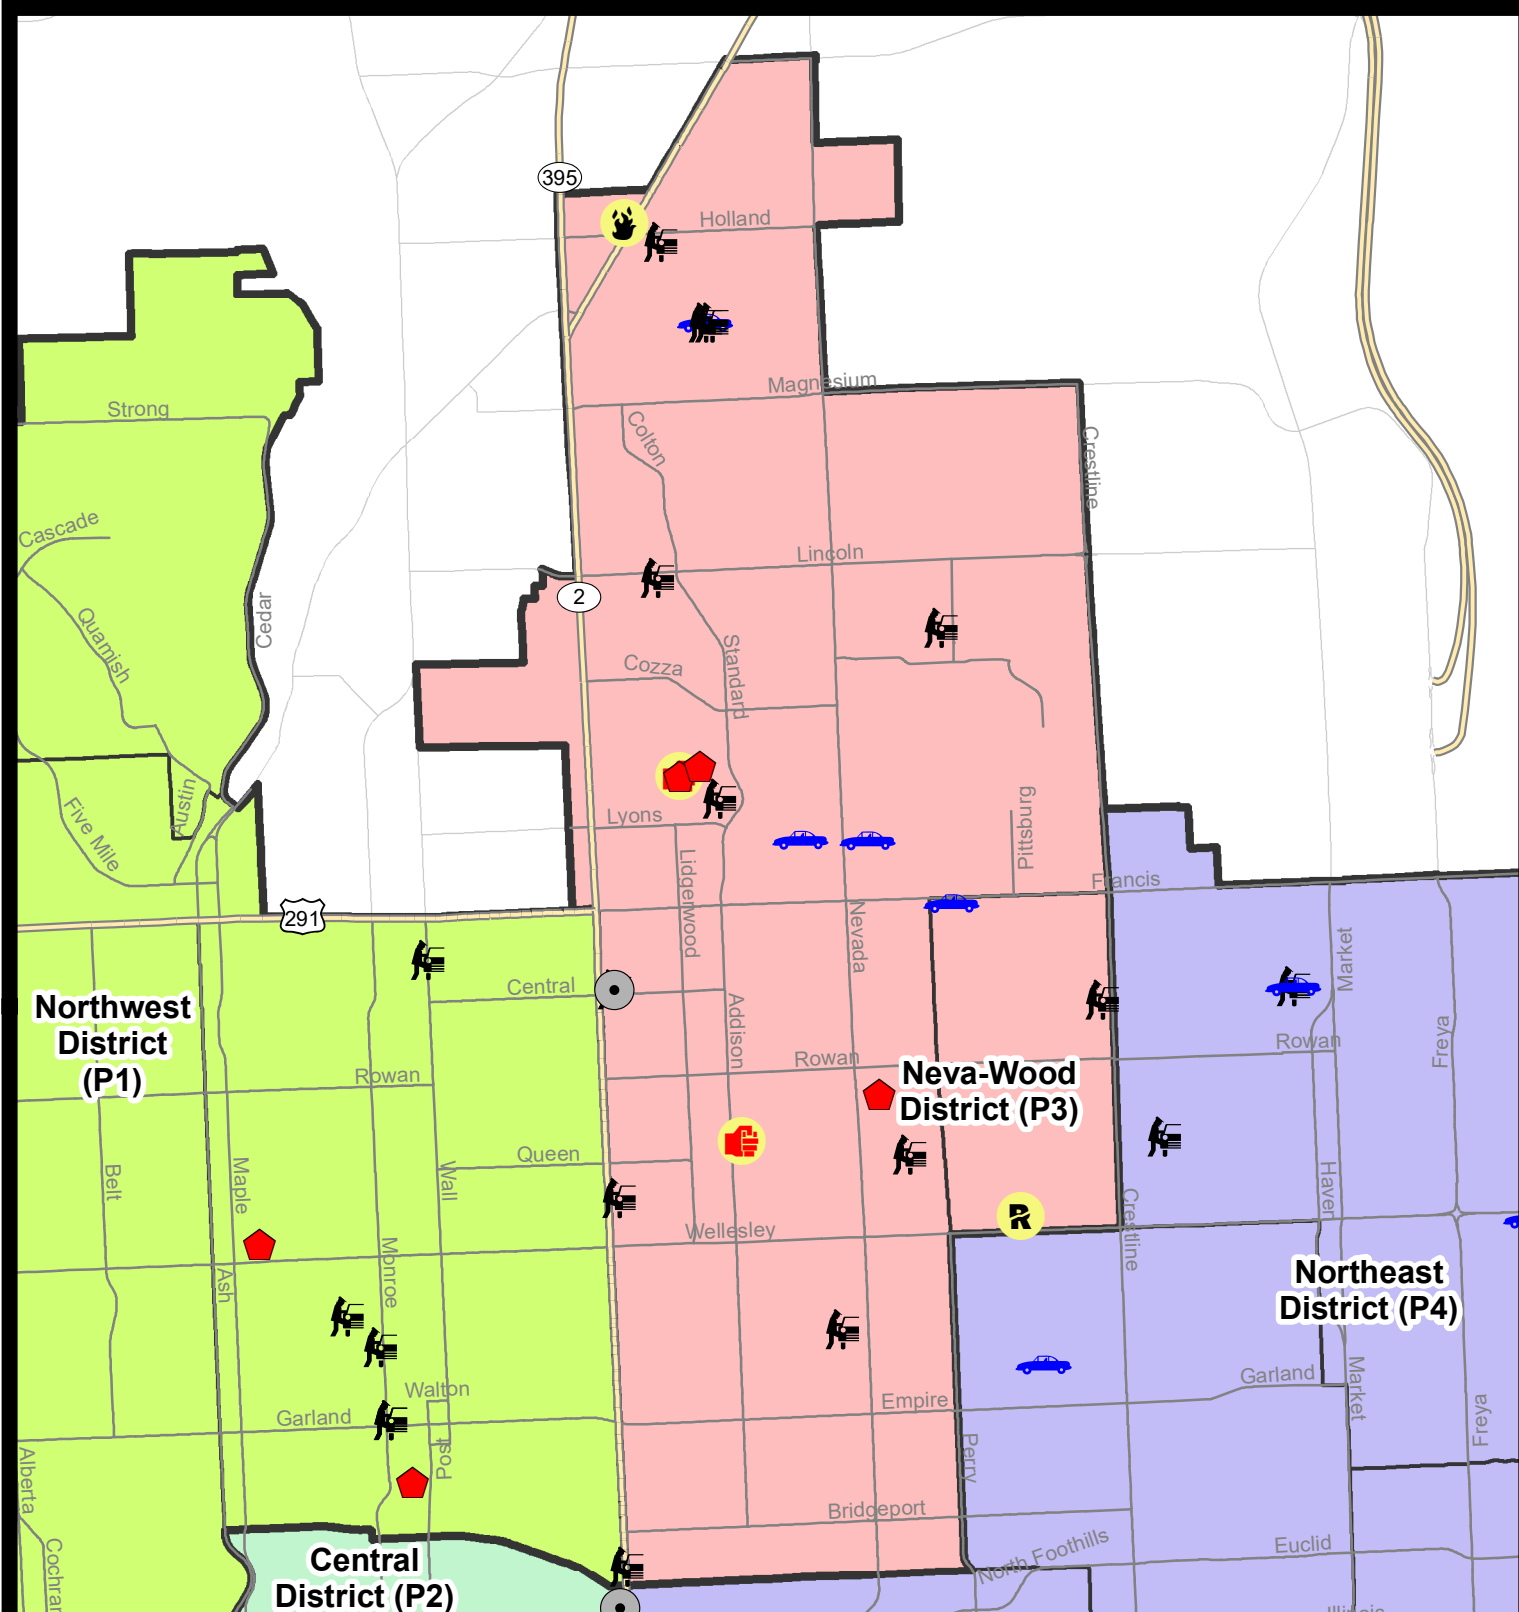 395
Holland
Magnesium
Strong
Colton
Crestline
Cascade
Lincoln
2
Cedar
Quamish
Standard
Cozza
Austin
Five Mile
Lyons
Pittsburg
Lidgerwood
Francis
291
Nevada
Market
Central
Northwest
District
(P1)
Addison
Freya
Rowan
Rowan
Rowan
Neva-Wood
District (P3)
R
Queen
Belt
Maple
Wall
Haven
Wellesley
Crestline
Monroe
Ash
Northeast
District (P4)
Walton
Garland
Garland
Empire
Market
Freya
Post
Perry
Alberta
Bridgeport
North Foothills
Euclid
Cochran
Central
District (P2)